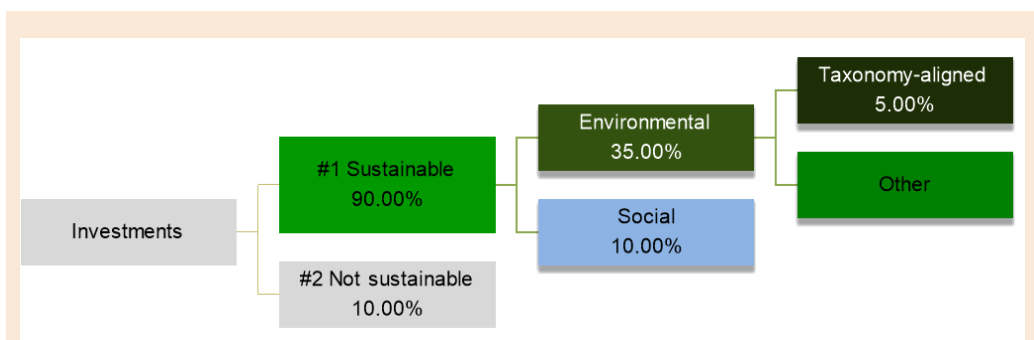 Investments
#1 Sustainable
90.00%
#2 Not sustainable
10.00%
Environmental
35.00%
Social
10.00%
Taxonomy-aligned
5.00%
Other